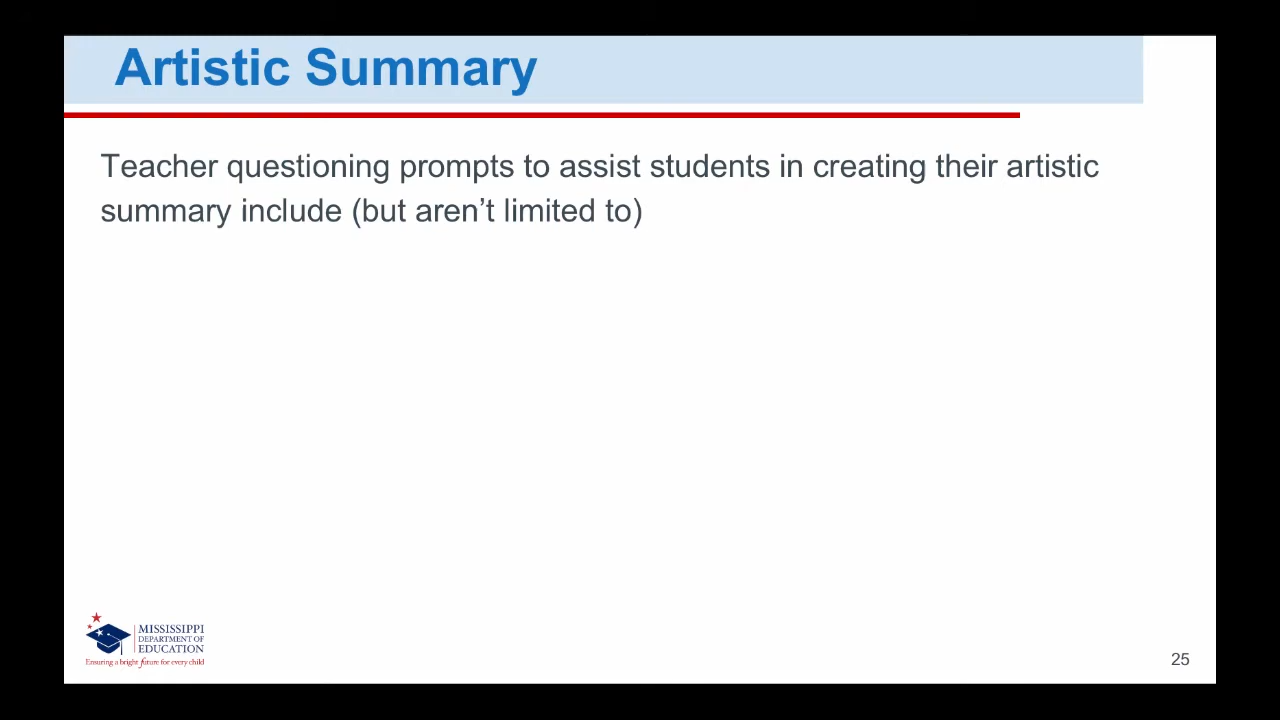 Artistic Summary
Teacher questioning prompts to assist students in creating their artistic
summary include (but aren’t limited to)
MISSISSIPPI
DEPARTMENT OF
EDUCATION
Ensuring a bright future for every child
25